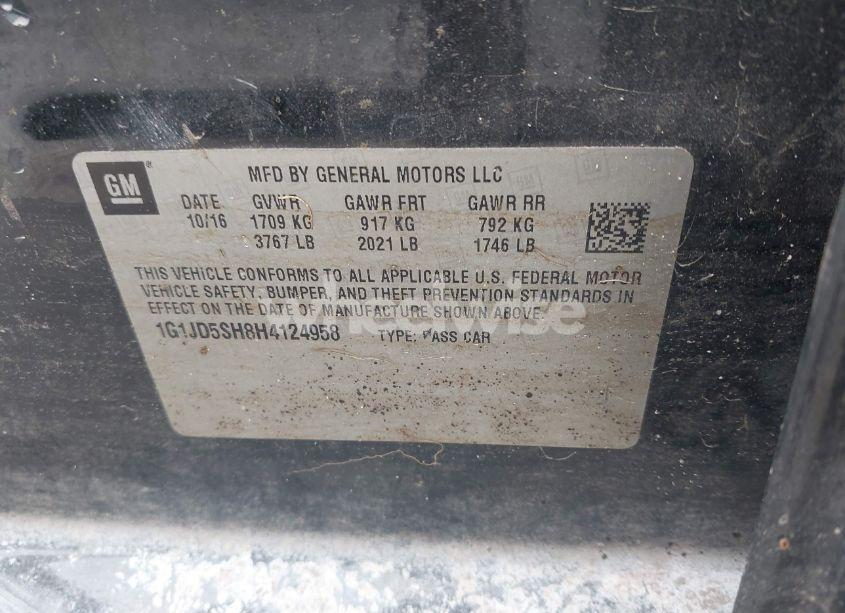 GM
MFD BY GENERAL MOTORS LLC
DATE GVWR GAWR FRT GAWR RR
10/16 1709 KG 917 KG 792 KG
3767 LB 2021 LB 1746 LB
THIS VEHICLE CONFORMS TO ALL APPLICABLE U.S. FEDERAL MOTOR
VEHICLE SAFETY, BUMPER, AND THEFT PREVENTION STANDARDS IN
EFFECT ON THE DATE OF MANUFACTURE SHOWN ABOVE.
1G1JD5SH8H4124958 TYPE: PASS CAR